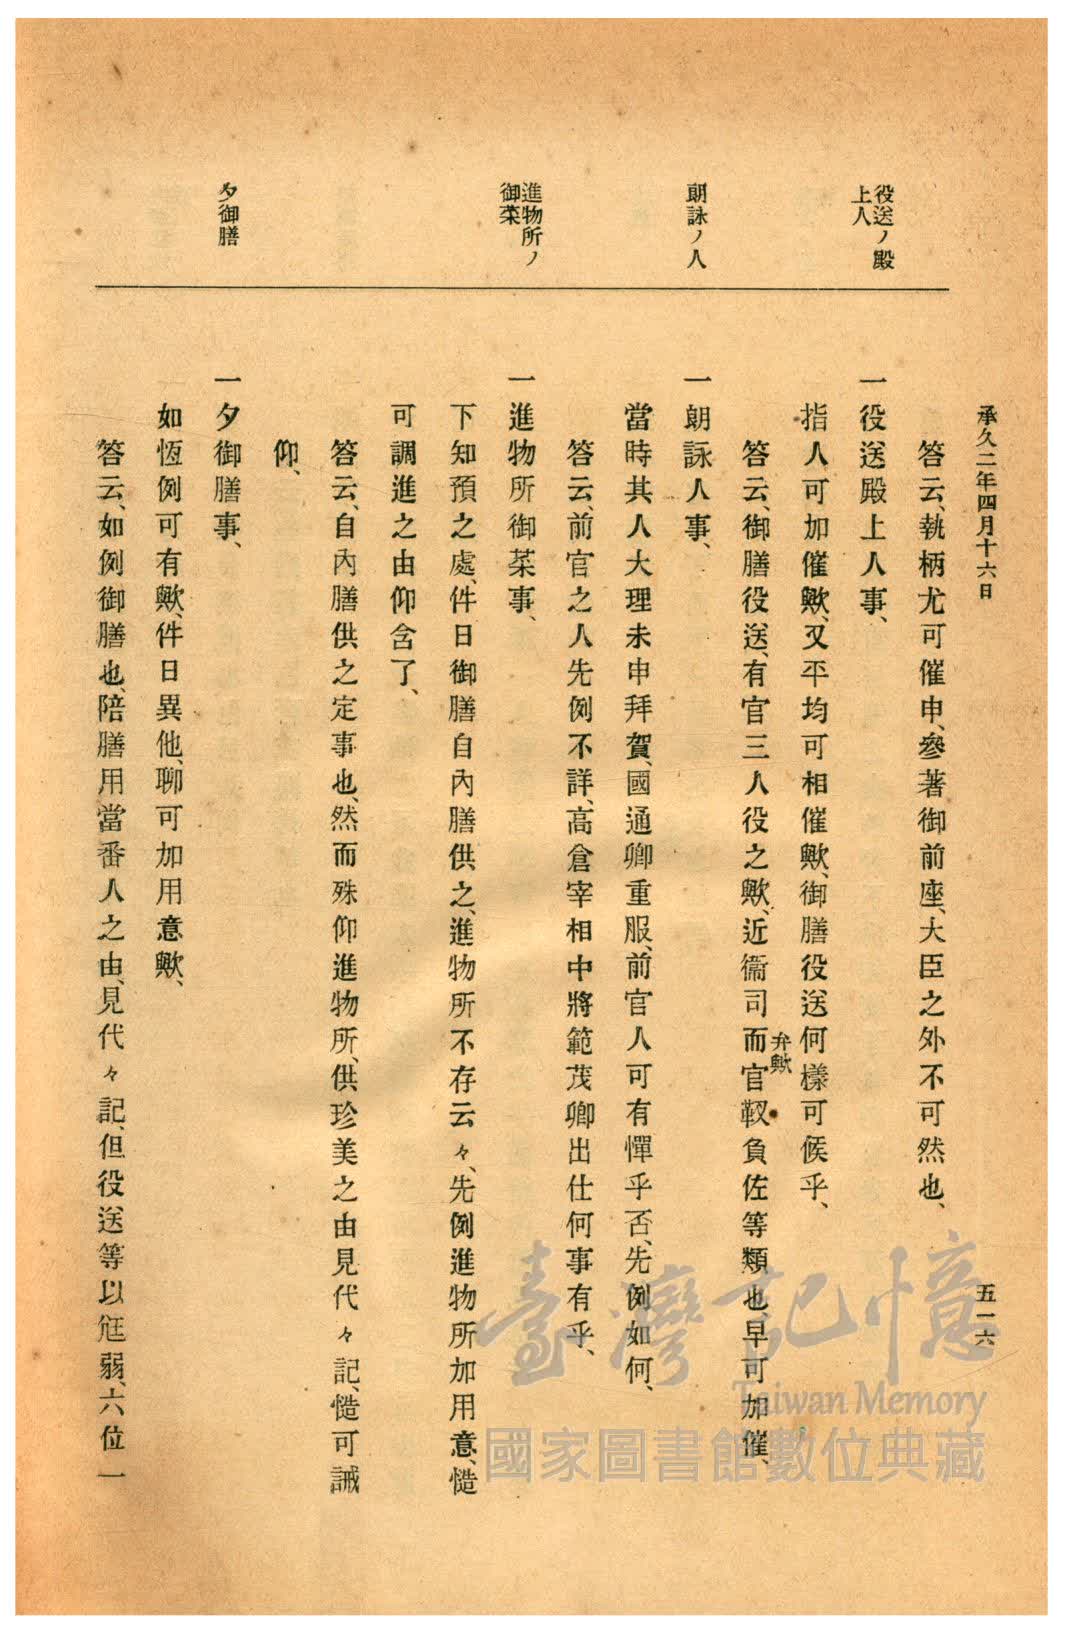 承久二年四月十六日
五一六
役送ノ殿
上人
朗詠ノ人
進物所ノ
御菜
夕御膳
答云、執柄尤可催申、參著御前座、大臣之外不可然也、
一役送殿上人事、
指人可加催歟、又平均可相催歟、御膳役送何樣可候乎、
答云、御膳役送、有官三人役之歟、近衞司而官靫負佐等類也、早可加催、
弁歟
一朗詠人事、
當時其人大理未申拜賀、國通卿重服、前官人可有憚乎否、先例如何、
答云、前官之人先例不詳、高倉宰相中將範茂卿出仕何事有乎、
一進物所御菜事、
下知預之處、件日御膳自內膳供之、進物所不存云々、先例進物所加用意、慥
可調進之由仰含了、
答云、自內膳供之定事也、然而殊仰進物所、供珍美之由見代々記、慥可誡
仰、
一夕御膳事、
如恆例可有歟、件日異他、聊可加用意歟、
答云、如例御膳也、陪膳用當番人之由、見代々記、但役送等以尫弱、六位一
臺灣記憶
Taiwan Memory
國家圖書館數位典藏